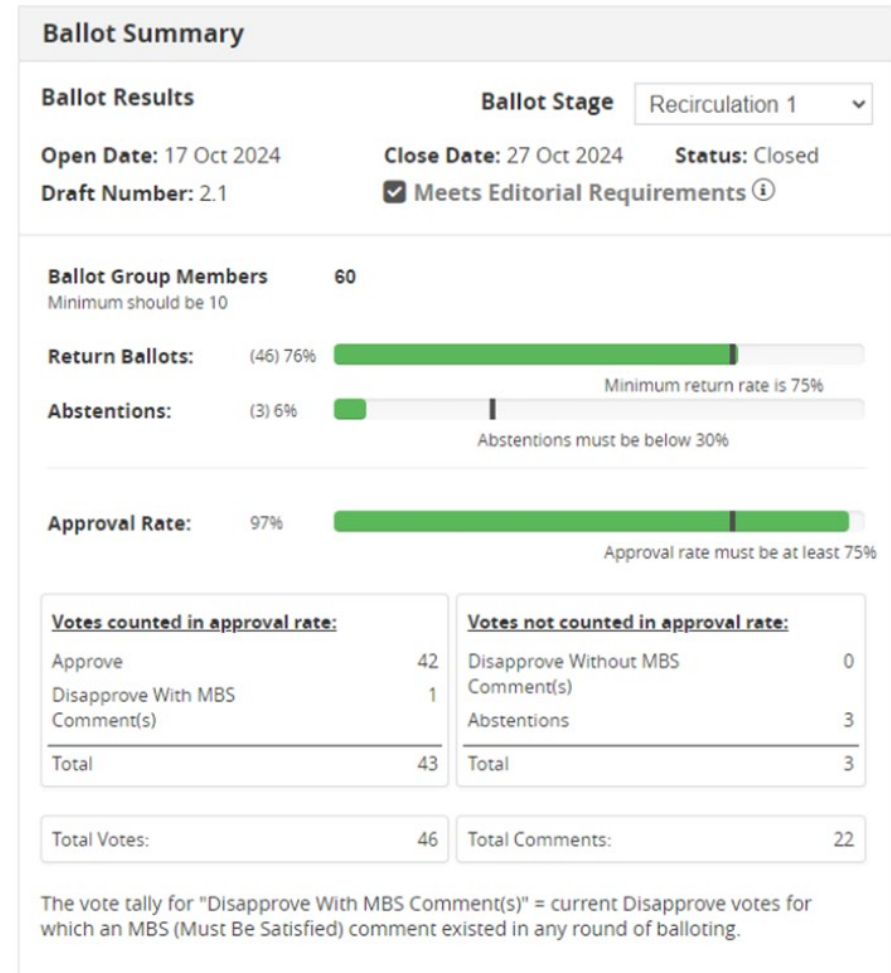 Ballot Summary
Ballot Results
Ballot Stage Recirculation 1
Open Date: 17 Oct 2024 Close Date: 27 Oct 2024 Status: Closed
Draft Number: 2.1 Meets Editorial Requirements
Ballot Group Members 60
Minimum should be 10
Return Ballots: (46) 76%
Minimum return rate is 75%
Abstentions: (3) 6%
Abstentions must be below 30%
Approval Rate: 97%
Approval rate must be at least 75%
Votes counted in approval rate:
Approve 42
Disapprove With MBS 1
Comment(s)
Total 43
Votes not counted in approval rate:
Disapprove Without MBS 0
Comment(s)
Abstentions 3
Total 3
Total Votes: 46
Total Comments: 22
The vote tally for "Disapprove With MBS Comment(s)" = current Disapprove votes for
which an MBS (Must Be Satisfied) comment existed in any round of balloting.